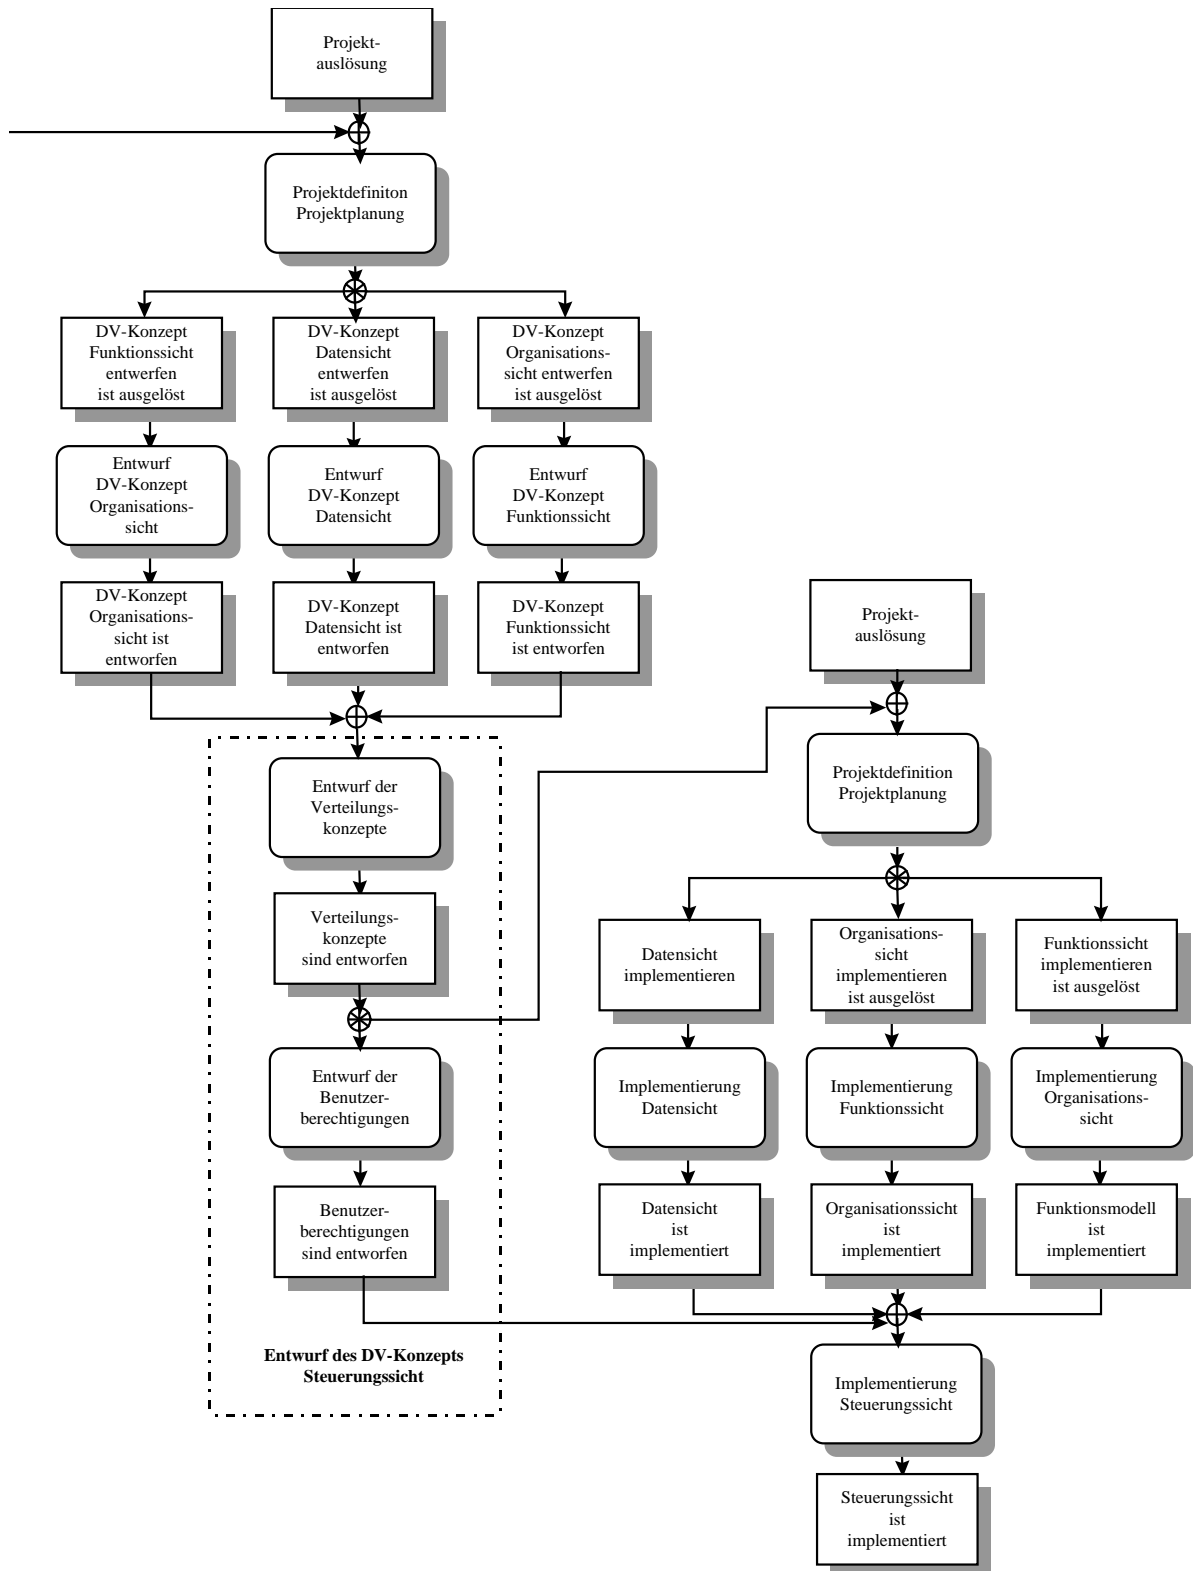 Projekt-
auslösung
Projektdefiniton
Projektplanung
DV-Konzept
Funktionssicht
entwerfen
ist ausgelöst
DV-Konzept
Datensicht
entwerfen
ist ausgelöst
DV-Konzept
Organisations-
sicht entwerfen
ist ausgelöst
Entwurf
DV-Konzept
Organisations-
sicht
Entwurf
DV-Konzept
Datensicht
Entwurf
DV-Konzept
Funktionssicht
DV-Konzept
Organisations-
sicht ist
entworfen
DV-Konzept
Datensicht ist
entworfen
DV-Konzept
Funktionssicht
ist entworfen
Entwurf der
Verteilungs-
konzepte
Verteilungs-
konzepte
sind entworfen
Entwurf der
Benutzer-
berechtigungen
Benutzer-
berechtigungen
sind entworfen
Entwurf des DV-Konzepts
Steuerungssicht
Projekt-
auslösung
Projektdefinition
Projektplanung
Datensicht
implementieren
Organisations-
sicht
implementieren
ist ausgelöst
Funktionssicht
implementieren
ist ausgelöst
Implementierung
Datensicht
Implementierung
Funktionssicht
Implementierung
Organisations-
sicht
Datensicht
ist
implementiert
Organisationssicht
ist
implementiert
Funktionsmodell
ist
implementiert
Implementierung
Steuerungssicht
Steuerungssicht
ist
implementiert